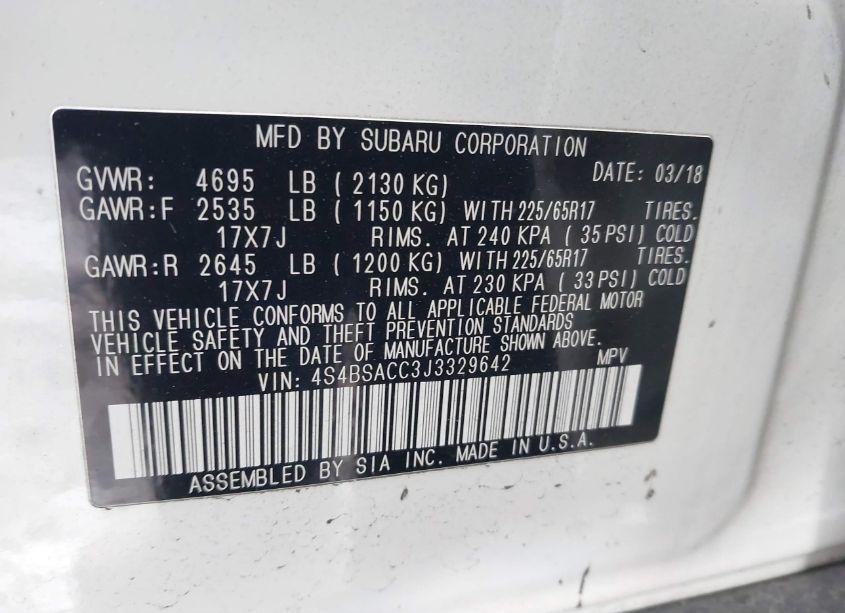 MFD BY SUBARU CORPORATION
DATE: 03/18
GVWR: 4695 LB ( 2130 KG)
GAWR:F 2535 LB ( 1150 KG) WITH 225/65R17 TIRES.
17X7J RIMS. AT 240 KPA ( 35 PSI) COLD
GAWR:R 2645 LB ( 1200 KG) WITH 225/65R17 TIRES.
17X7J RIMS. AT 230 KPA ( 33 PSI) COLD
THIS VEHICLE CONFORMS TO ALL APPLICABLE FEDERAL MOTOR
VEHICLE SAFETY AND THEFT PREVENTION STANDARDS
IN EFFECT ON THE DATE OF MANUFACTURE SHOWN ABOVE.
VIN: 4S4BSACC3J3329642 MPV
ASSEMBLED BY SIA INC. MADE IN U.S.A.